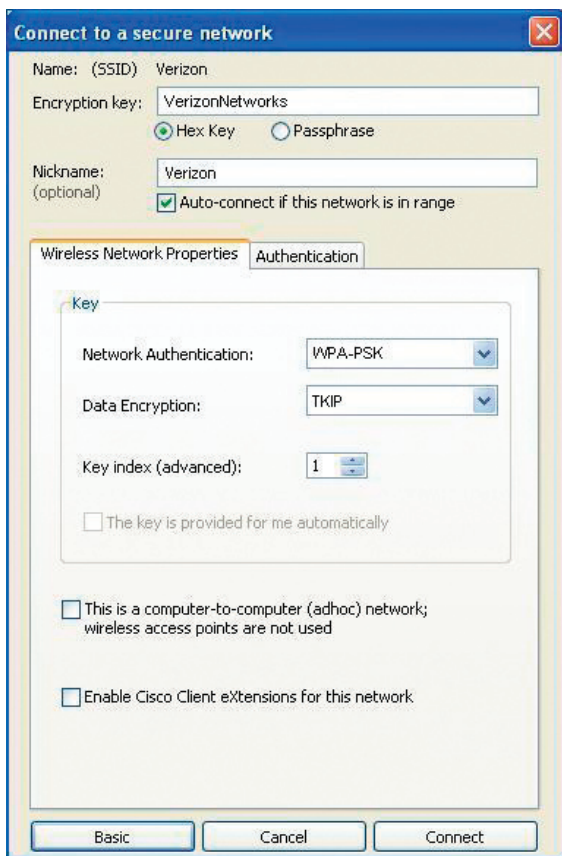 Connect to a secure network
Name: (SSID) Verizon
Encryption key: VerizonNetworks
Hex Key Passphrase
Nickname: Verizon
(optional)
Auto-connect if this network is in range
Wireless Network Properties Authentication
Key
Network Authentication: WPA-PSK
Data Encryption: TKIP
Key index (advanced): 1
The key is provided for me automatically
This is a computer-to-computer (adhoc) network;
wireless access points are not used
Enable Cisco Client eXtensions for this network
Basic Cancel Connect